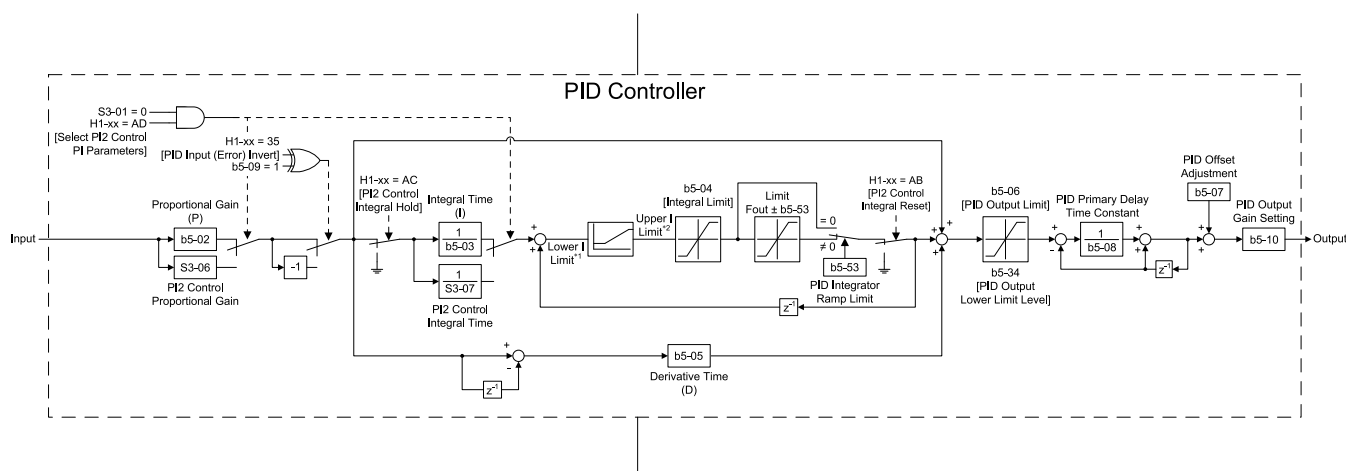 PID Controller
S3-01 = 0
H1-xx = AD
[Select PI2 Control
PI Parameters]
H1-xx = 35
[PID Input (Error) Invert]
b5-09 = 1
Input
Proportional Gain
(P)
b5-02
S3-06
PI2 Control
Proportional Gain
-1
H1-xx = AC
[PI2 Control
Integral Hold]
Integral Time
(I)
1
b5-03
1
S3-07
PI2 Control
Integral Time
+
+
Lower I
Limit*1
Upper I
Limit*2
b5-04
[Integral Limit]
Limit
Fout ± b5-53
= 0
≠ 0
b5-53
PID Integrator
Ramp Limit
H1-xx = AB
[PI2 Control
Integral Reset]
z-1
+
-
z-1
b5-05
Derivative Time
(D)
+
+
+
b5-06
[PID Output Limit]
b5-34
[PID Output
Lower Limit Level]
PID Primary Delay
Time Constant
+
-
1
b5-08
+
+
z-1
PID Offset
Adjustment
b5-07
+
+
PID Output
Gain Setting
b5-10
Output